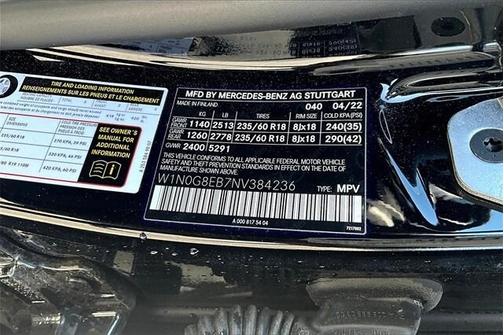 TIRE AND LOADING INFORMATION
RENSEIGNEMENTS SUR LES PNEUS ET LE CHARGEMENT
SEE OWNER'S
MANUAL FOR
ADDITIONAL
INFORMATION
MFD BY MERCEDES-BENZ AG STUTTGART
MADE IN FINLAND 040 04/22
KG LB TIRES RIM SIZE COLD KPA(PSI)
GAR FRONT 1140 2513 235/60 R18 8Jx18 240(35)
GAR REAR 1260 2778 235/60 R18 8Jx18 290(42)
GVWR 2400 5291
THIS VEHICLE CONFORMS TO ALL APPLICABLE FEDERAL MOTOR VEHICLE
SAFETY AND THEFT PREVENTION STANDARDS IN EFFECT ON THE DATE OF
MANUFACTURE SHOWN ABOVE.
W1N0G8EB7NV384236 TYPE: MPV
A 000 817 54 04